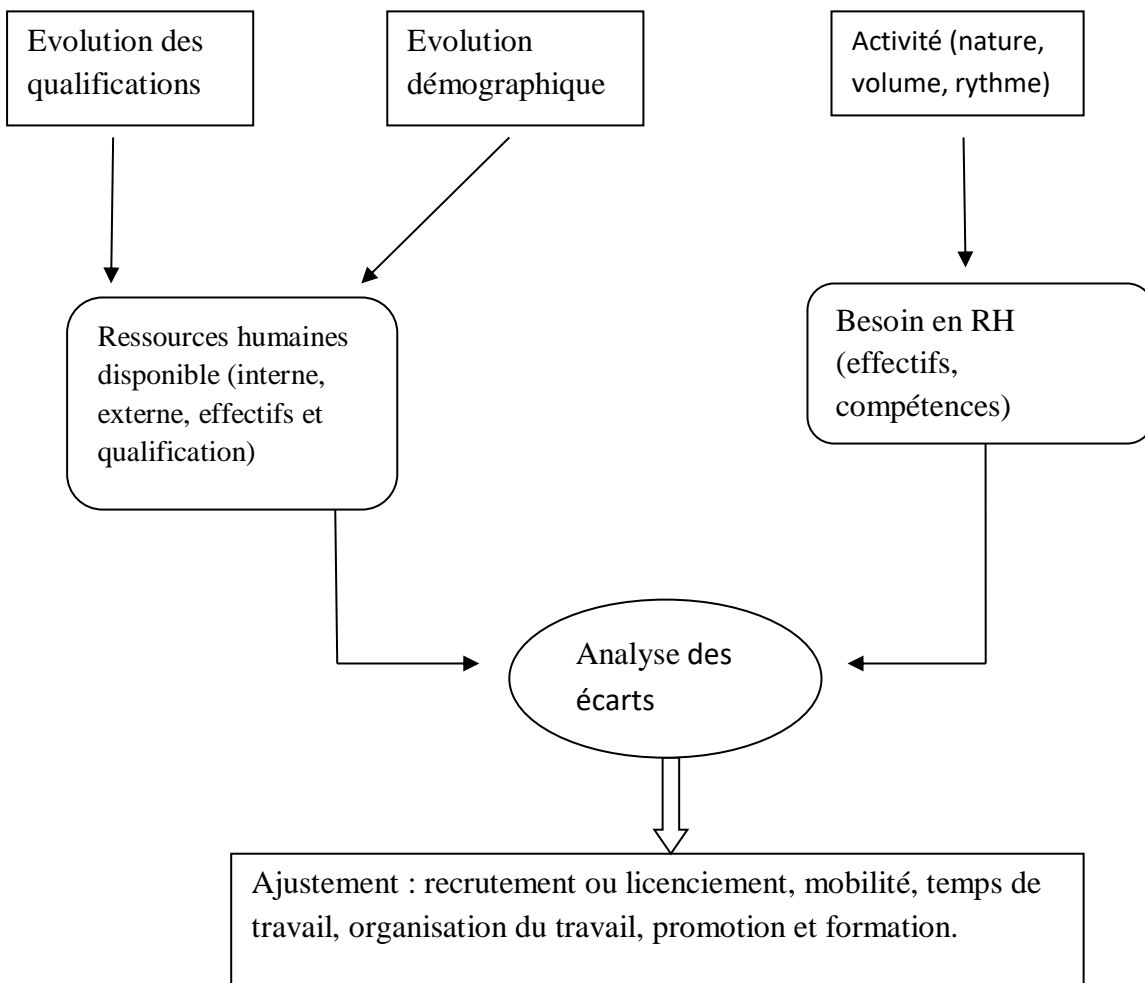 Evolution des
qualifications
Evolution
démographique
Activité (nature,
volume, rythme)
Ressources humaines
disponible (interne,
externe, effectifs et
qualification)
Besoin en RH
(effectifs,
compétences)
Analyse des
écarts
Ajustement : recrutement ou licenciement, mobilité, temps de
travail, organisation du travail, promotion et formation.